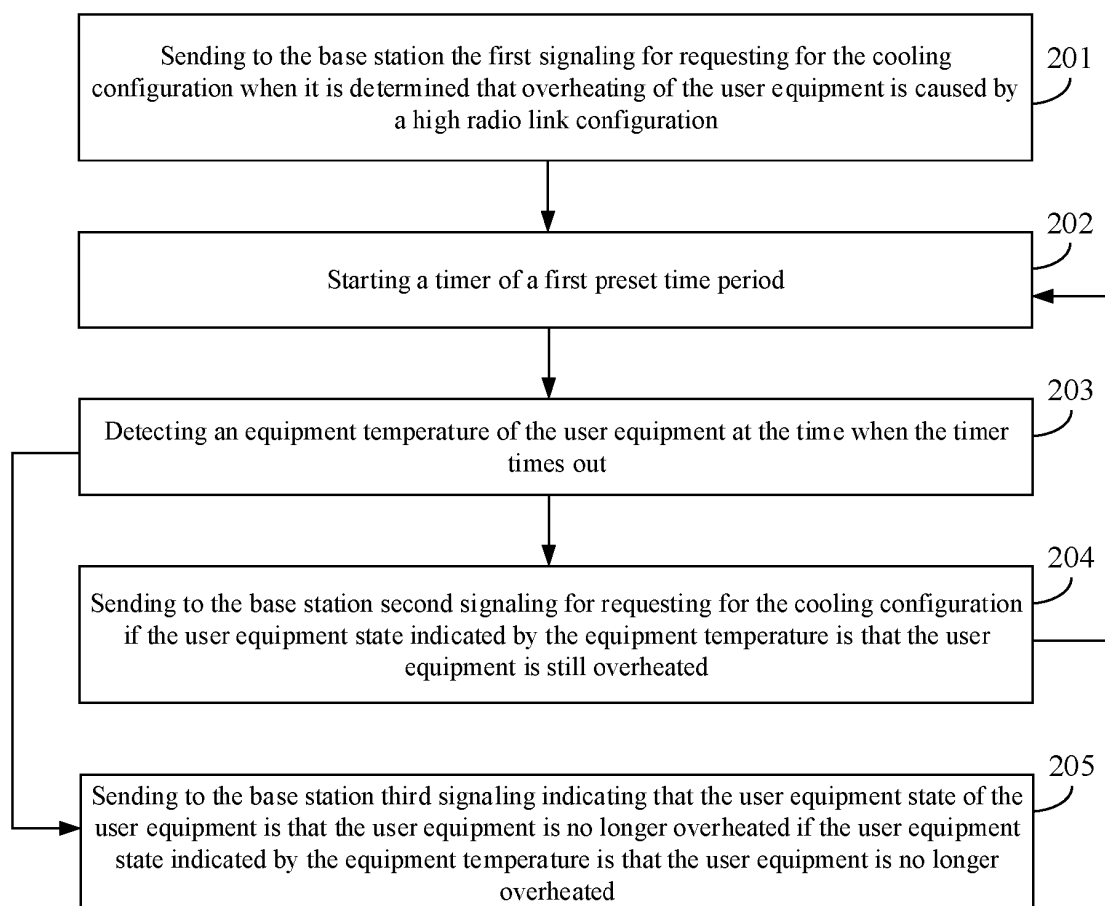 Sending to the base station the first signaling for requesting for the cooling
configuration when it is determined that overheating of the user equipment is caused by
a high radio link configuration
201
202
Starting a timer of a first preset time period
203
Detecting an equipment temperature of the user equipment at the time when the timer
times out
204
Sending to the base station second signaling for requesting for the cooling configuration
if the user equipment state indicated by the equipment temperature is that the user
equipment is still overheated
205
Sending to the base station third signaling indicating that the user equipment state of the
user equipment is that the user equipment is no longer overheated if the user equipment
state indicated by the equipment temperature is that the user equipment is no longer
overheated